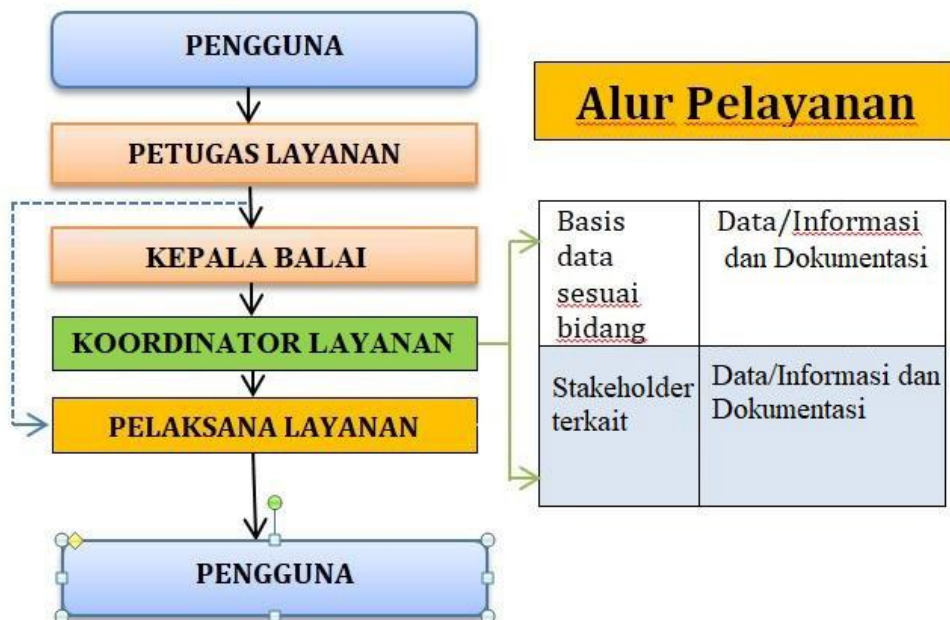 PENGGUNA
PETUGAS LAYANAN
KEPALA BALAI
KOORDINATOR LAYANAN
PELAKSANA LAYANAN
PENGGUNA
Alur Pelayanan
Basis
data
sesuai
bidang
Data/Informasi
dan Dokumentasi
Stakeholder
terkait
Data/Informasi dan
Dokumentasi